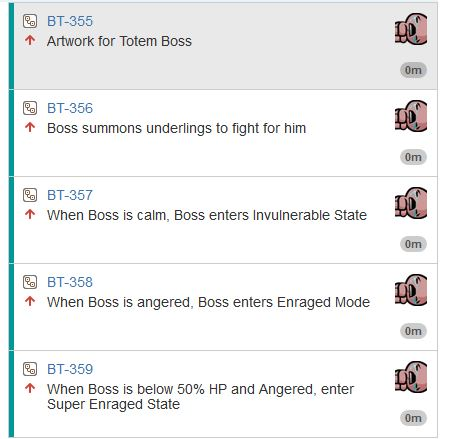 BT-355
Artwork for Totem Boss
0m
BT-356
Boss summons underlings to fight for him
0m
BT-357
When Boss is calm, Boss enters Invulnerable State
0m
BT-358
When Boss is angered, Boss enters Enraged Mode
0m
BT-359
When Boss is below 50% HP and Angered, enter
Super Enraged State
0m